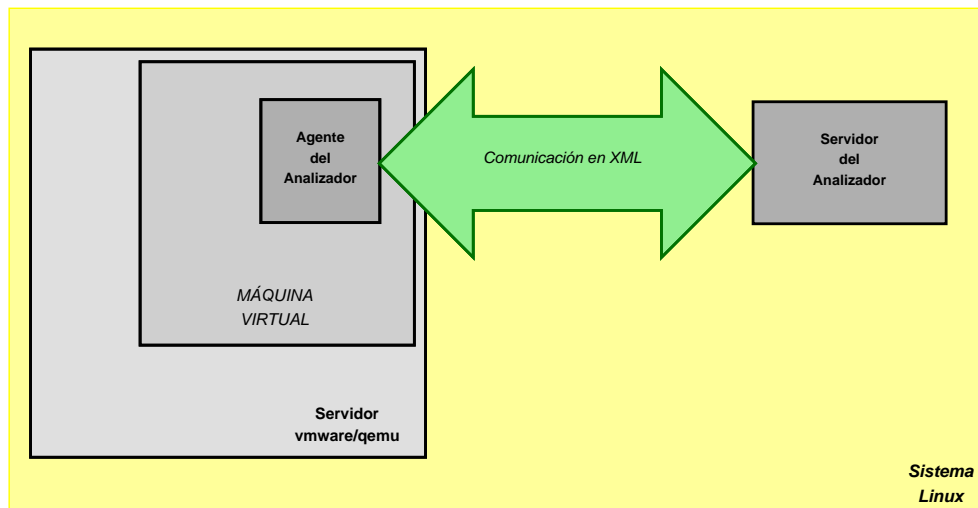 Agente
del
Analizador
Comunicación en XML
Servidor
del
Analizador
MÁQUINA
VIRTUAL
Servidor
vmware/qemu
Sistema
Linux